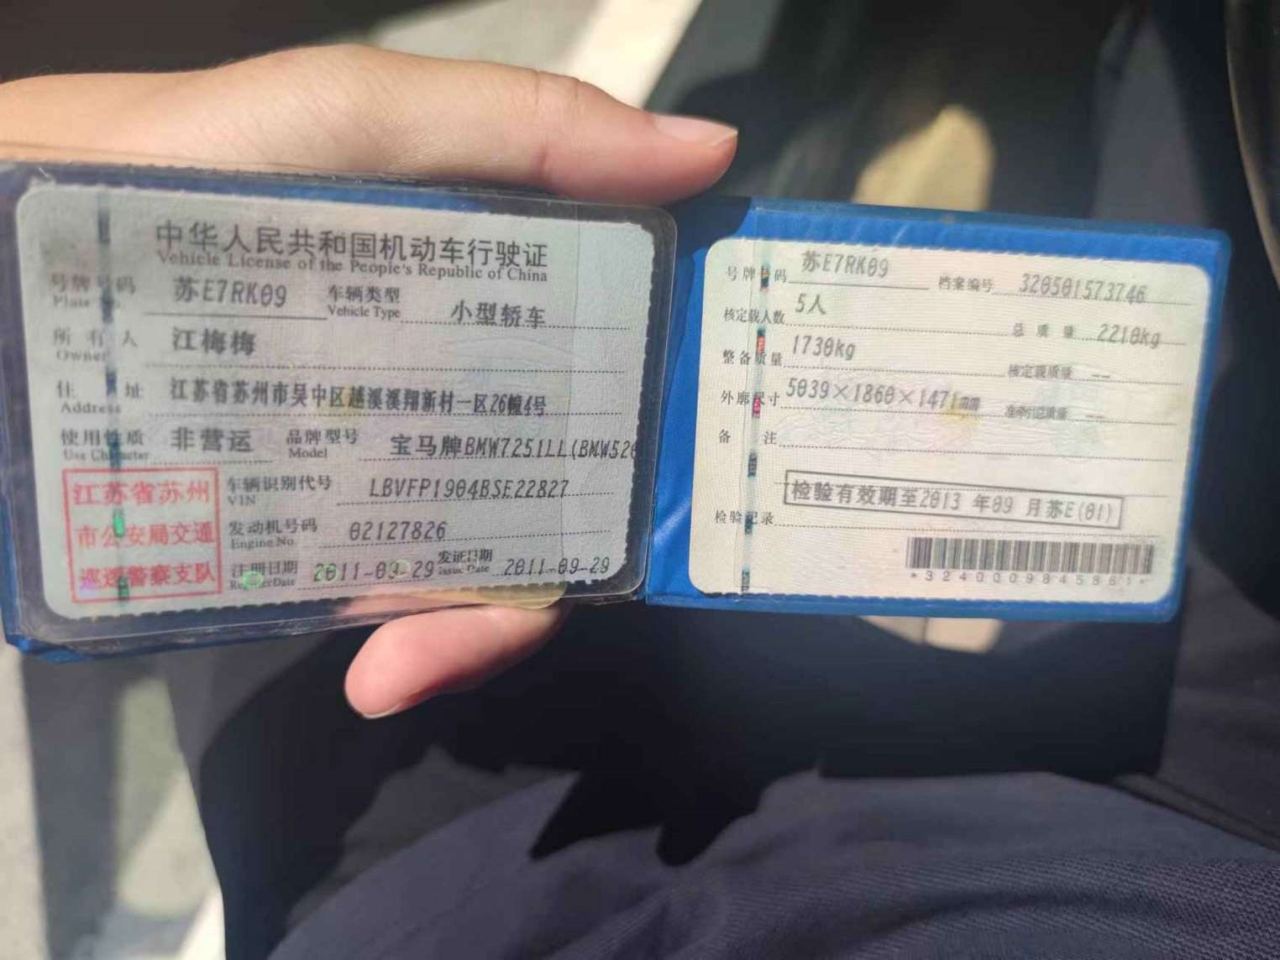 中华人民共和国机动车行驶证
Vehicle License of the People's Republic of China
号牌号码 苏E7RK09 车辆类型 小型轿车
Plate No. Vehicle Type
所有人 江梅梅
Owner
住址 江苏省苏州市吴中区越溪溪翔新村一区26幢4号
Address
使用性质 非营运 品牌型号 宝马牌BMW7251LL(BMW520
Use Character Model
江苏省苏州
市公安局交通
巡逻警察支队
车辆识别代号 LBVFP1904BSE22827
VIN
发动机号码 02127826
Engine No.
注册日期 2011-09-29 发证日期 2011-09-29
Register Date Issue Date
号牌号码 苏E7RK09 档案编号 320501573746
核定载人数 5人 总质量 2210kg
整备质量 1730kg 核定载质量 --
外廓尺寸 5039×1860×1471mm 准牵引总质量 --
备注
检验有效期至2013 年09 月苏E(01)
检验记录
*3240009845861*